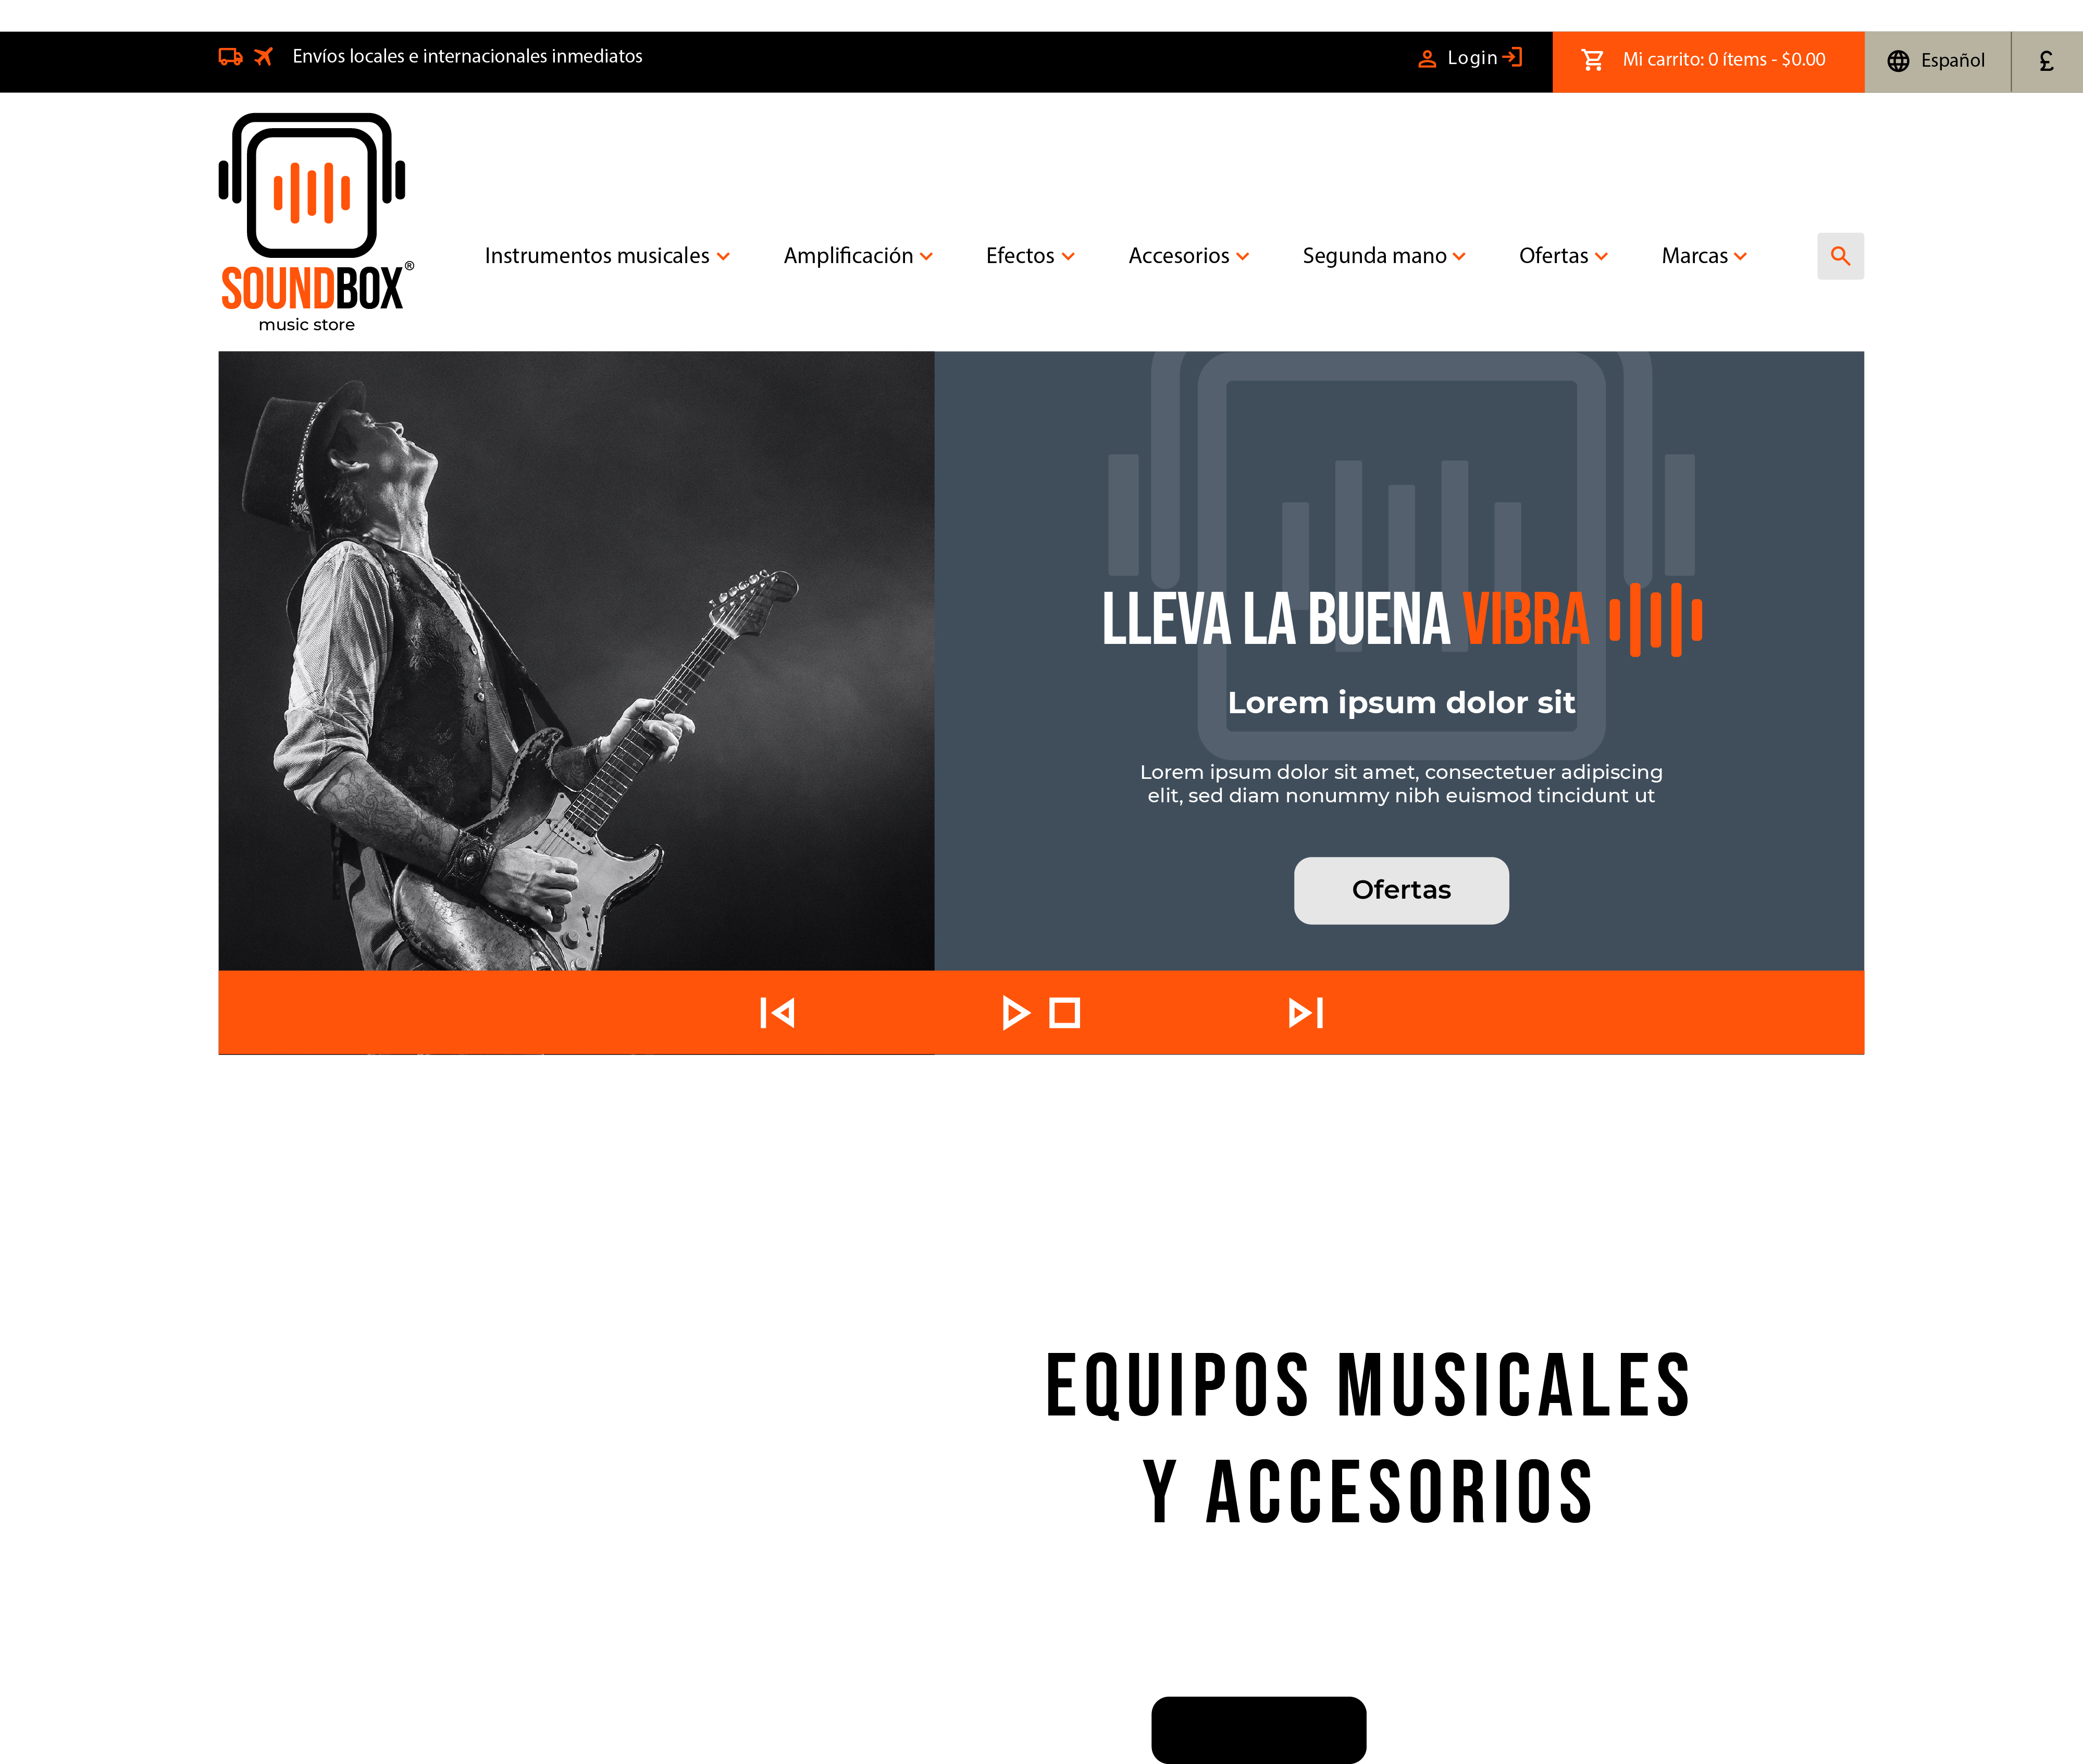 Envíos locales e internacionales inmediatos
Login
Mi carrito: 0 ítems - $0.00
Español
£
SOUNDBOX®
music store
Instrumentos musicales
Amplificación
Efectos
Accesorios
Segunda mano
Ofertas
Marcas
LLEVA LA BUENA VIBRA
Lorem ipsum dolor sit
Lorem ipsum dolor sit amet, consectetuer adipiscing
elit, sed diam nonummy nibh euismod tincidunt ut
Ofertas
EQUIPOS MUSICALES
Y ACCESORIOS